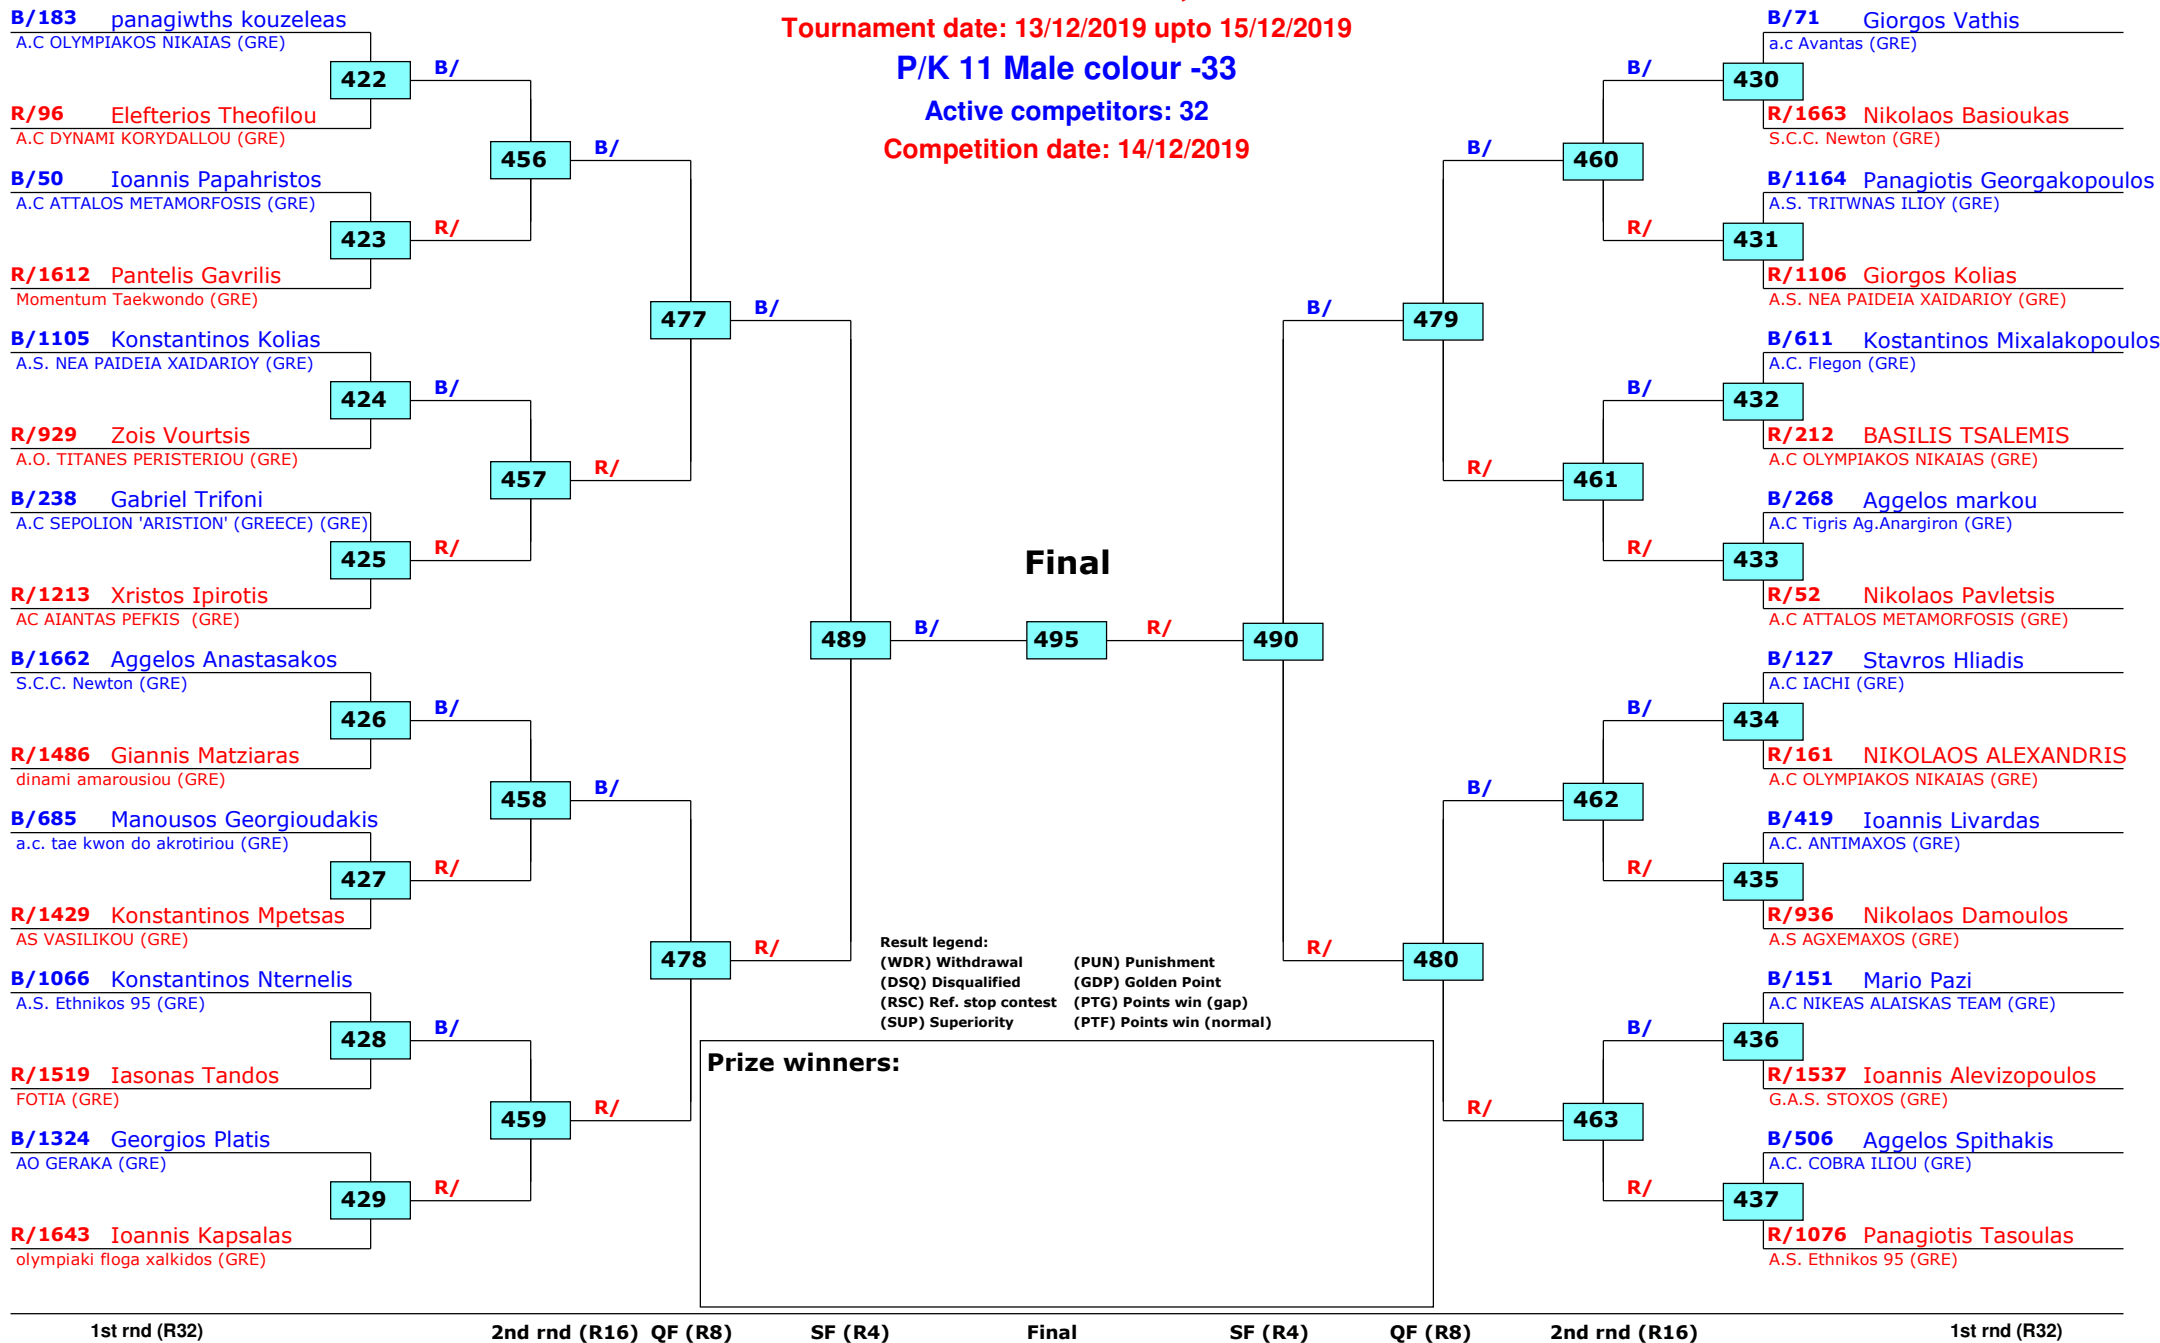 Tournament date: 13/12/2019 upto 15/12/2019
P/K 11 Male colour -33
Active competitors: 32
Competition date: 14/12/2019
B/183 panagiwths kouzeleas
A.C OLYMPIAKOS NIKAIAS (GRE)
422
B/
R/96 Elefterios Theofilou
A.C DYNAMI KORYDALLOU (GRE)
456
B/
B/50 Ioannis Papahristos
A.C ATTALOS METAMORFOSIS (GRE)
423
R/
R/1612 Pantelis Gavrilis
Momentum Taekwondo (GRE)
477
B/
B/1105 Konstantinos Kolias
A.S. NEA PAIDEIA XAIDARIOY (GRE)
424
B/
R/929 Zois Vourtsis
A.O. TITANES PERISTERIOU (GRE)
457
R/
B/238 Gabriel Trifoni
A.C SEPOLION 'ARISTION' (GREECE) (GRE)
425
R/
R/1213 Xristos Ipirotis
AC AIANTAS PEFKIS (GRE)
489
B/
B/1662 Aggelos Anastasakos
S.C.C. Newton (GRE)
426
B/
R/1486 Giannis Matziaras
dinami amarousiou (GRE)
458
B/
B/685 Manousos Georgioudakis
a.c. tae kwon do akrotiriou (GRE)
427
R/
R/1429 Konstantinos Mpetsas
AS VASILIKOU (GRE)
478
R/
B/1066 Konstantinos Nternelis
A.S. Ethnikos 95 (GRE)
428
B/
R/1519 Iasonas Tandos
FOTIA (GRE)
459
R/
B/1324 Georgios Platis
AO GERAKA (GRE)
429
R/
R/1643 Ioannis Kapsalas
olympiaki floga xalkidos (GRE)
Final
495
R/
490
B/71 Giorgos Vathis
a.c Avantas (GRE)
B/
430
R/1663 Nikolaos Basioukas
S.C.C. Newton (GRE)
B/
460
B/1164 Panagiotis Georgakopoulos
A.S. TRITWNAS ILIOY (GRE)
R/
431
R/1106 Giorgos Kolias
A.S. NEA PAIDEIA XAIDARIOY (GRE)
B/
479
B/611 Kostantinos Mixalakopoulos
A.C. Flegon (GRE)
B/
432
R/212 BASILIS TSALEMIS
A.C OLYMPIAKOS NIKAIAS (GRE)
R/
461
B/268 Aggelos markou
A.C Tigris Ag.Anargiron (GRE)
R/
433
R/52 Nikolaos Pavletsis
A.C ATTALOS METAMORFOSIS (GRE)
B/127 Stavros Hliadis
A.C IACHI (GRE)
B/
434
R/161 NIKOLAOS ALEXANDRIS
A.C OLYMPIAKOS NIKAIAS (GRE)
B/
462
B/419 Ioannis Livardas
A.C. ANTIMAXOS (GRE)
R/
435
R/936 Nikolaos Damoulos
A.S AGXEMAXOS (GRE)
R/
480
B/151 Mario Pazi
A.C NIKEAS ALAISKAS TEAM (GRE)
B/
436
R/1537 Ioannis Alevizopoulos
G.A.S. STOXOS (GRE)
R/
463
B/506 Aggelos Spithakis
A.C. COBRA ILIOU (GRE)
R/
437
R/1076 Panagiotis Tasoulas
A.S. Ethnikos 95 (GRE)
Result legend:
(WDR) Withdrawal (PUN) Punishment
(DSQ) Disqualified (GDP) Golden Point
(RSC) Ref. stop contest (PTG) Points win (gap)
(SUP) Superiority (PTF) Points win (normal)
Prize winners:
1st rnd (R32) 2nd rnd (R16) QF (R8) SF (R4) Final SF (R4) QF (R8) 2nd rnd (R16) 1st rnd (R32)